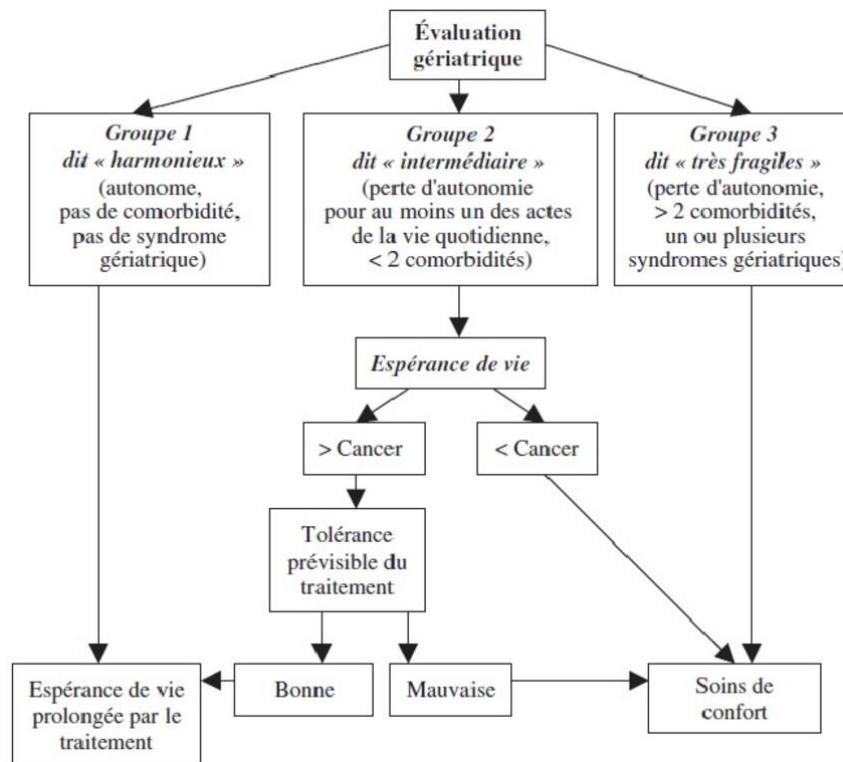 Évaluation
gériatrique
Groupe 1
dit « harmonieux »
(autonome,
pas de comorbidité,
pas de syndrome
gériatrique)
Groupe 2
dit « intermédiaire »
(perte d'autonomie
pour au moins un des actes
de la vie quotidienne,
< 2 comorbidités)
Groupe 3
dit « très fragiles »
(perte d'autonomie,
> 2 comorbidités,
un ou plusieurs
syndromes gériatriques)
Espérance de vie
> Cancer
< Cancer
Tolérance
prévisible du
traitement
Bonne
Mauvaise
Espérance de vie
prolongée par le
traitement
Soins de
confort